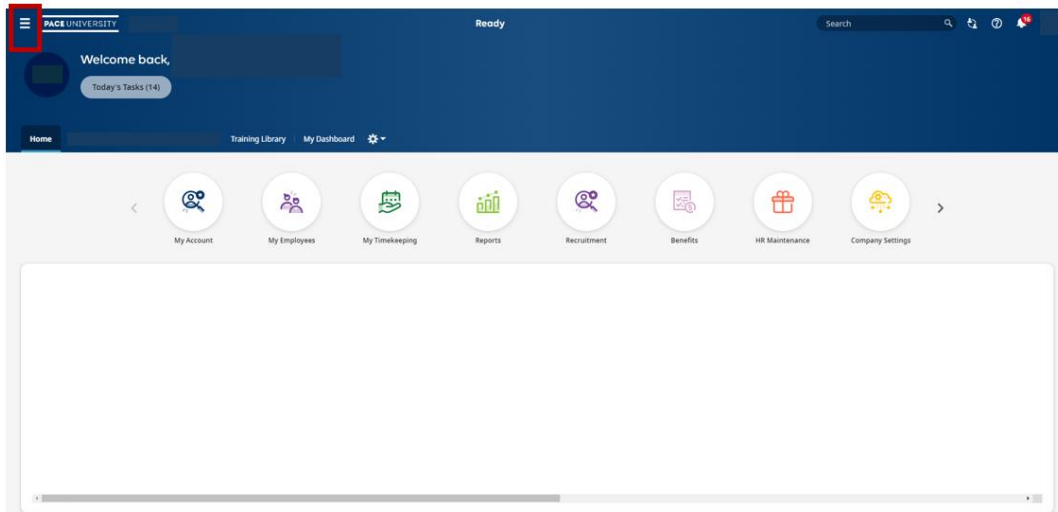 PACE UNIVERSITY
Ready
Search
16
Welcome back,
Today's Tasks (14)
Home
Training Library
My Dashboard
My Account
My Employees
My Timekeeping
Reports
Recruitment
Benefits
HR Maintenance
Company Settings